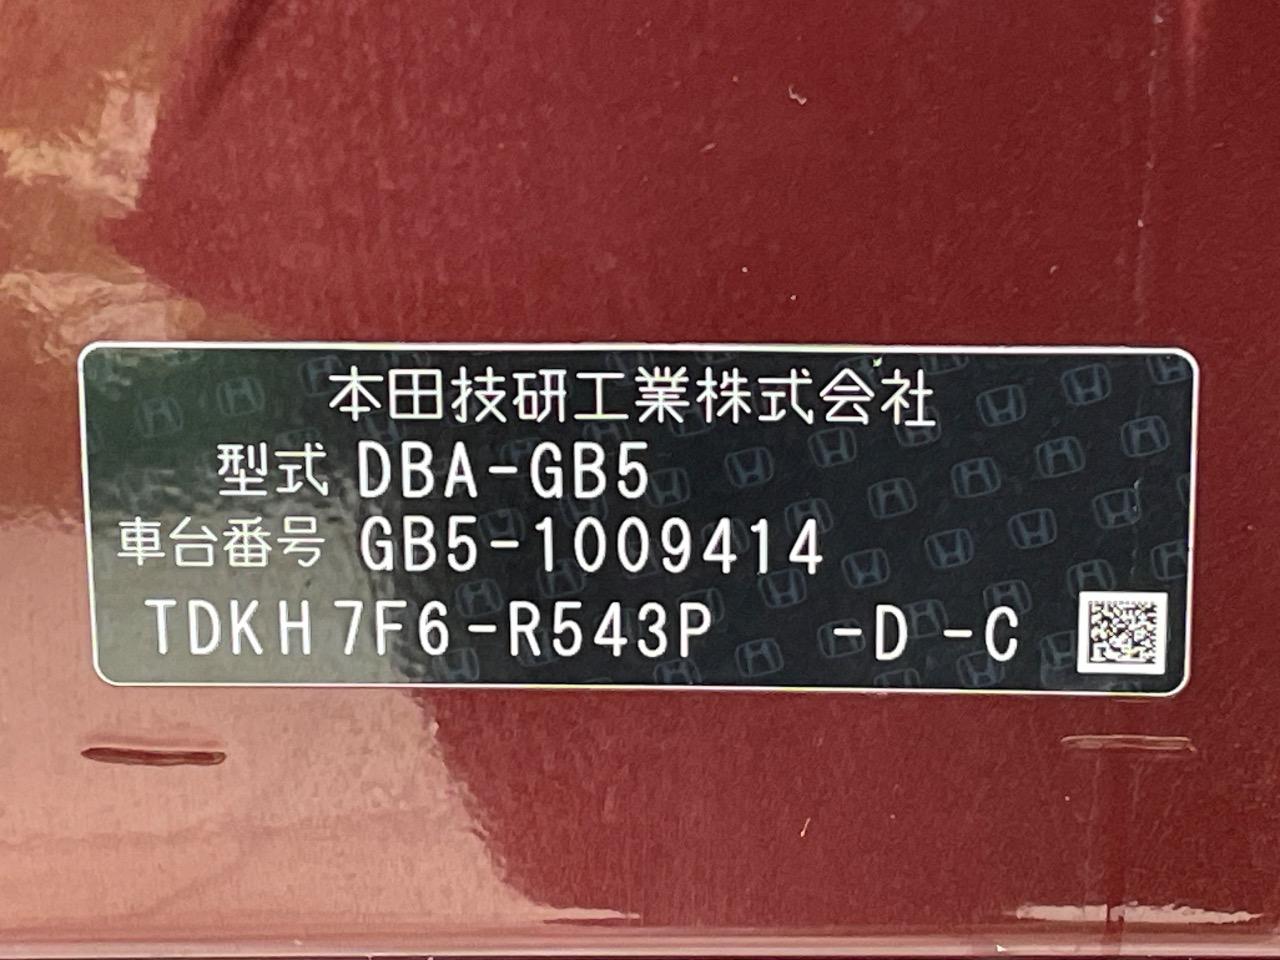 本田技研工業株式会社
型式 DBA-GB5
車台番号 GB5-1009414
TDKH7F6-R543P -D -C